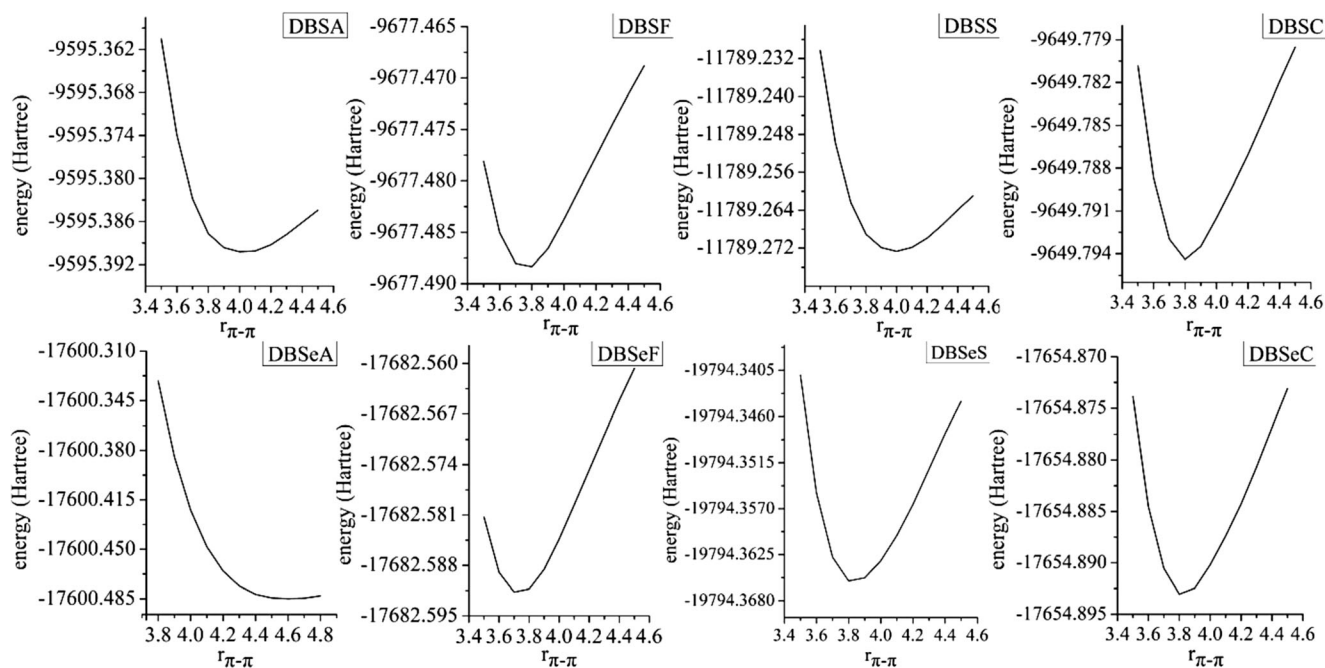 DBSA
-9595.362
-9595.368
-9595.374
-9595.380
-9595.386
-9595.392
energy (Hartree)
3.4 3.6 3.8 4.0 4.2 4.4 4.6
rπ-π
DBSF
-9677.465
-9677.470
-9677.475
-9677.480
-9677.485
-9677.490
energy (Hartree)
3.4 3.6 3.8 4.0 4.2 4.4 4.6
rπ-π
DBSS
-11789.232
-11789.240
-11789.248
-11789.256
-11789.264
-11789.272
energy (Hartree)
3.4 3.6 3.8 4.0 4.2 4.4 4.6
rπ-π
DBSC
-9649.779
-9649.782
-9649.785
-9649.788
-9649.791
-9649.794
energy (Hartree)
3.4 3.6 3.8 4.0 4.2 4.4 4.6
rπ-π
DBSeA
-17600.310
-17600.345
-17600.380
-17600.415
-17600.450
-17600.485
energy (Hartree)
3.8 4.0 4.2 4.4 4.6 4.8
rπ-π
DBSeF
-17682.560
-17682.567
-17682.574
-17682.581
-17682.588
-17682.595
energy (Hartree)
3.4 3.6 3.8 4.0 4.2 4.4 4.6
rπ-π
DBSeS
-19794.3405
-19794.3460
-19794.3515
-19794.3570
-19794.3625
-19794.3680
energy (Hartree)
3.4 3.6 3.8 4.0 4.2 4.4 4.6
rπ-π
DBSeC
-17654.870
-17654.875
-17654.880
-17654.885
-17654.890
-17654.895
energy (Hartree)
3.4 3.6 3.8 4.0 4.2 4.4 4.6
rπ-π